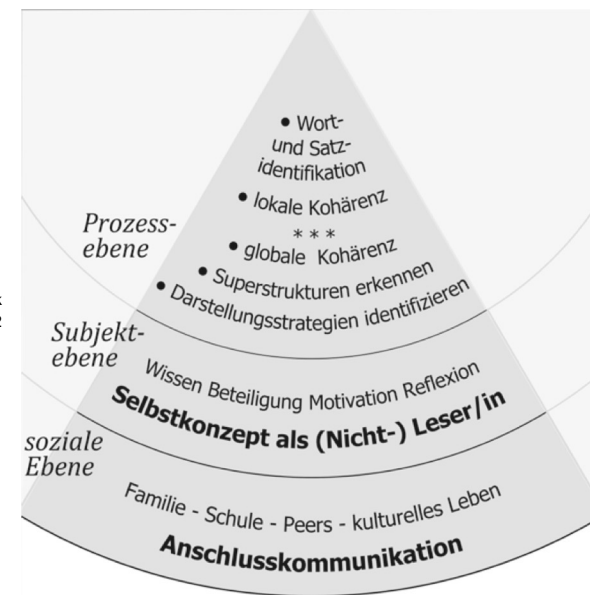 • Wort-
und Satz-
identifikation
• lokale Kohärenz
* * *
• globale Kohärenz
• Superstrukturen erkennen
• Darstellungsstrategien identifizieren
Prozess-
ebene
Subjekt-
ebene
Wissen Beteiligung Motivation Reflexion
Selbstkonzept als (Nicht-) Leser/in
soziale
Ebene
Familie - Schule - Peers - kulturelles Leben
Anschlusskommunikation